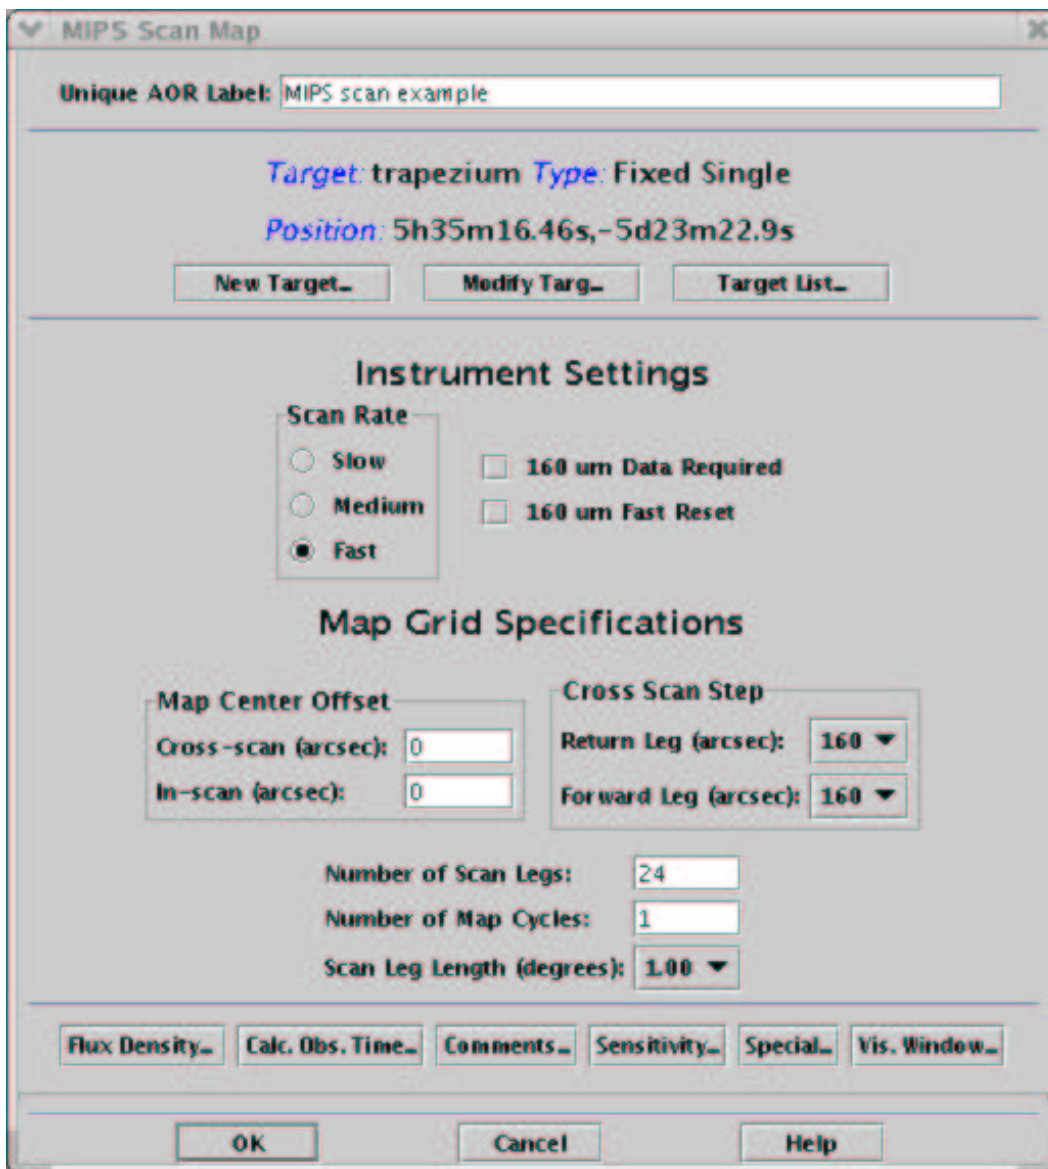 MIPS Scan Map
Unique AOR Label: MIPS scan example
Target: trapezium Type: Fixed Single
Position: 5h35m16.46s,-5d23m22.9s
New Target... Modify Targ... Target List...
Instrument Settings
Scan Rate
Slow
Medium
Fast
160 um Data Required
160 um Fast Reset
Map Grid Specifications
Map Center Offset
Cross-scan (arcsec): 0
In-scan (arcsec): 0
Cross Scan Step
Return Leg (arcsec): 160
Forward Leg (arcsec): 160
Number of Scan Legs: 24
Number of Map Cycles: 1
Scan Leg Length (degrees): 1.00
Flux Density... Calc. Obs. Time... Comments... Sensitivity... Special... Vis. Window...
OK Cancel Help